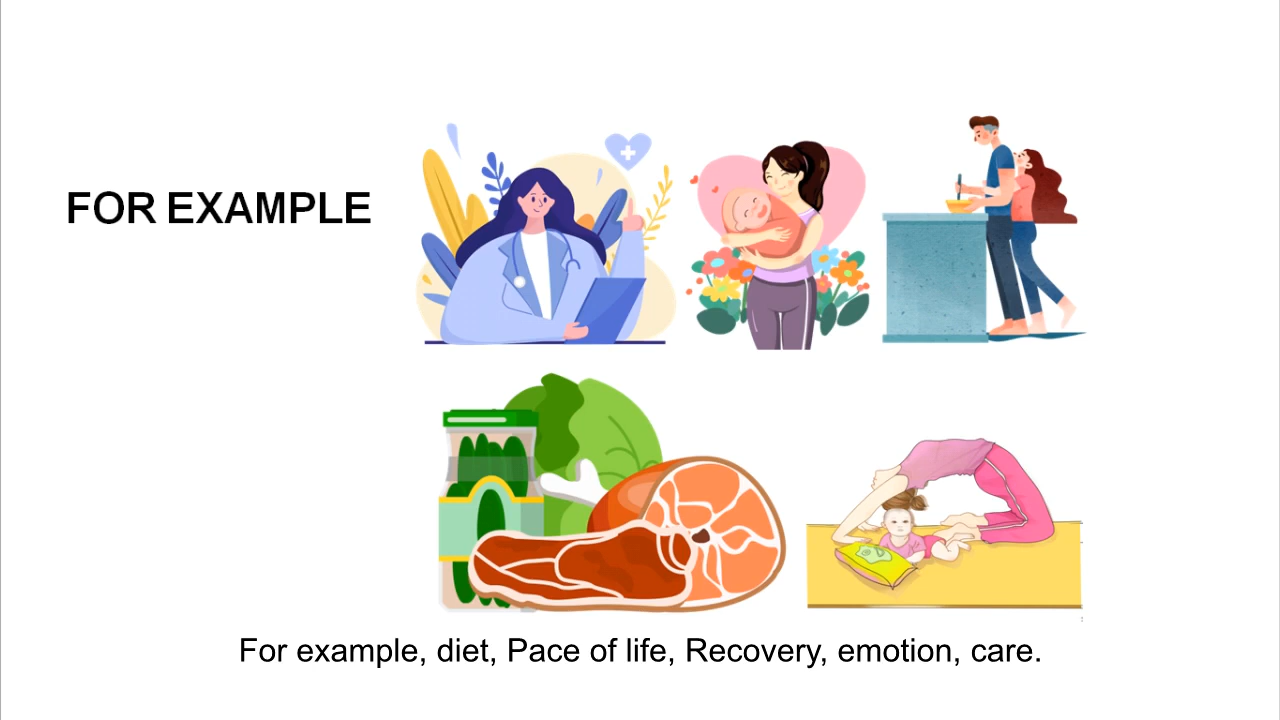 FOR EXAMPLE
For example, diet, Pace of life, Recovery, emotion, care.